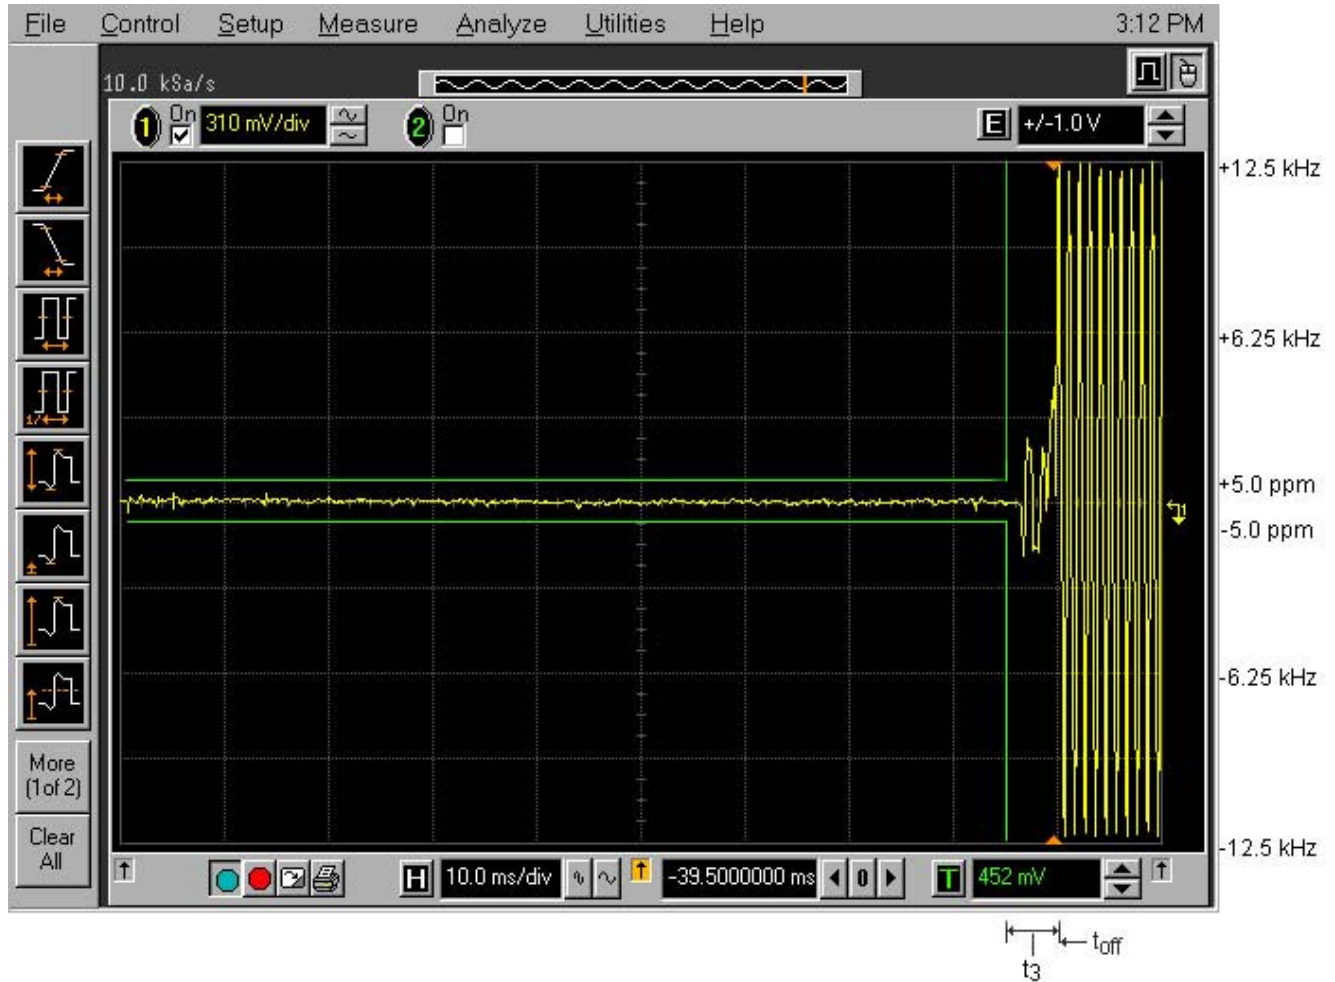 File Control Setup Measure Analyze Utilities Help 3:12 PM
10.0 kSa/s
1 On 310 mV/div 2 On E +/-1.0 V
+12.5 kHz
+6.25 kHz
+5.0 ppm
-5.0 ppm
-6.25 kHz
-12.5 kHz
1/
1
More
(1of 2)
Clear
All
H 10.0 ms/div -39.5000000 ms 0 T 452 mV
toff
t3